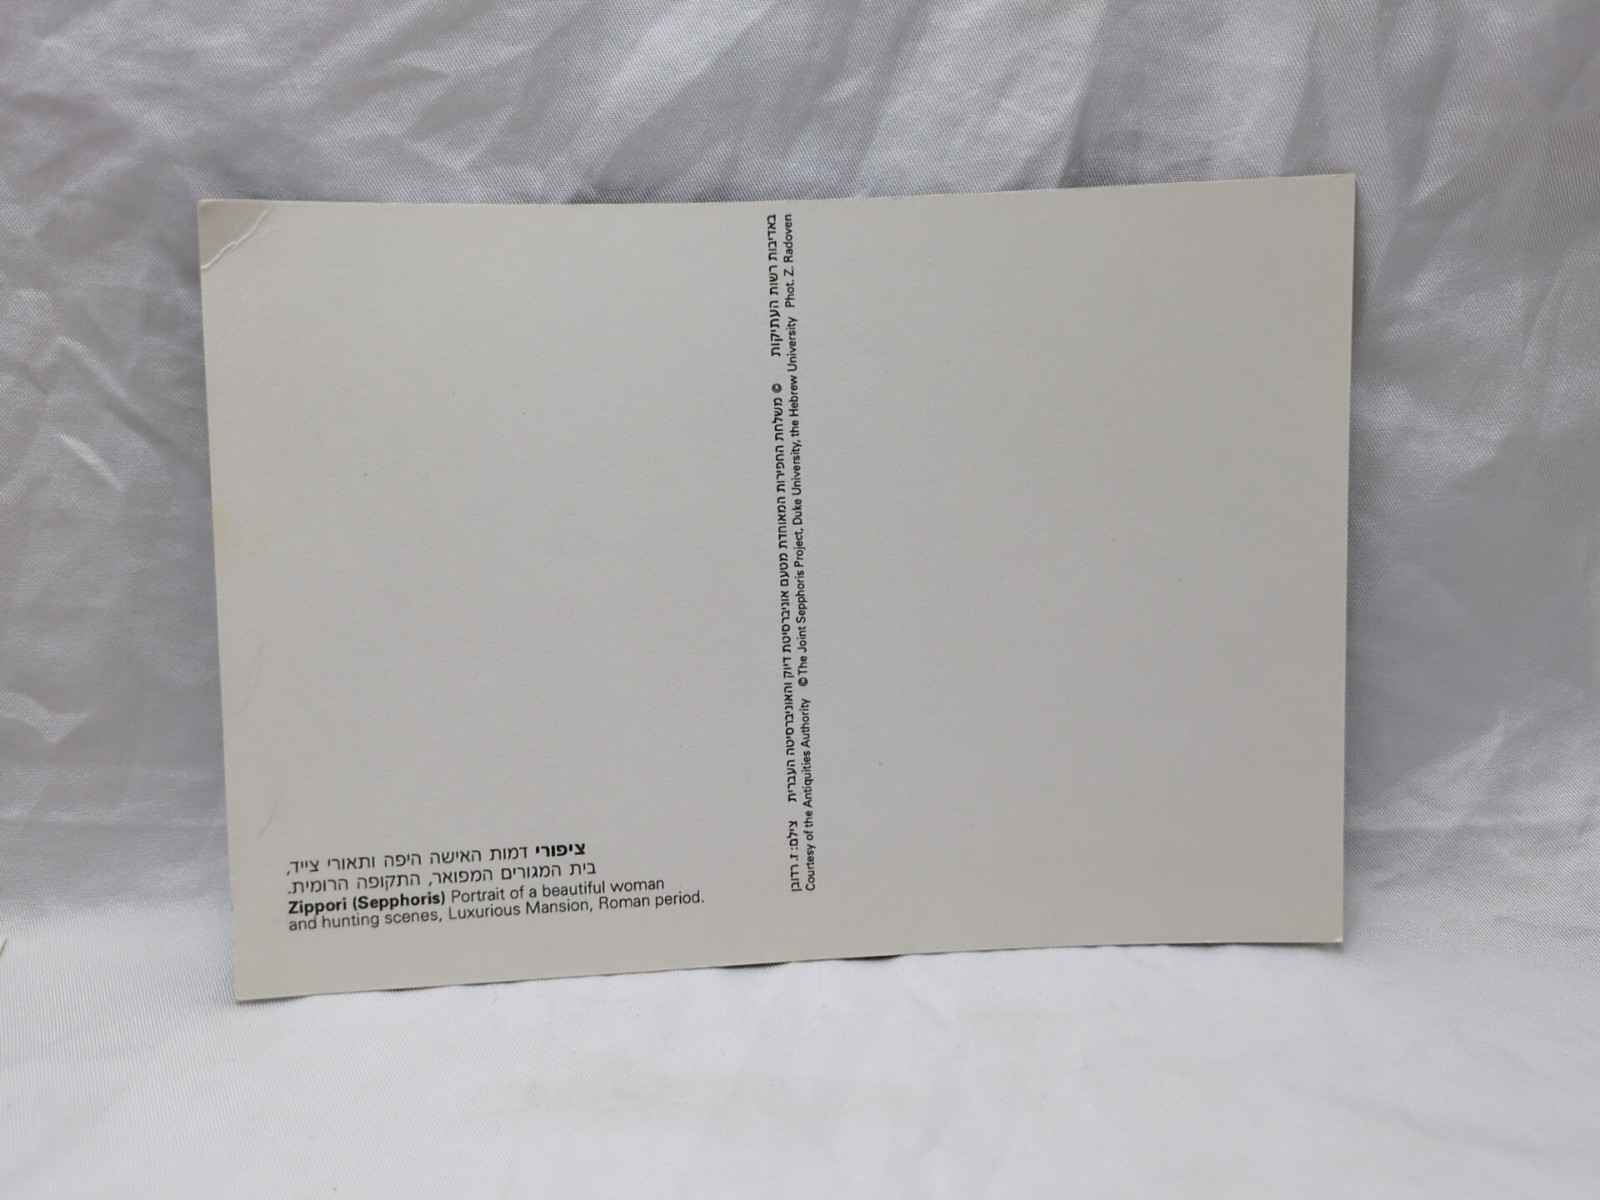 ציפורי דמות האישה היפה ותאורי צייד,
בית המגורים המפואר, התקופה הרומית.
Zippori (Sepphoris) Portrait of a beautiful woman
and hunting scenes, Luxurious Mansion, Roman period.
באדיבות רשות העתיקות © משלחת החפירות המאוחדת מטעם אוניברסיטת דיוק והאוניברסיטה העברית צילם: ז. רדובן
Courtesy of the Antiquities Authority © The Joint Sepphoris Project, Duke University, the Hebrew University Phot. Z. Radoven